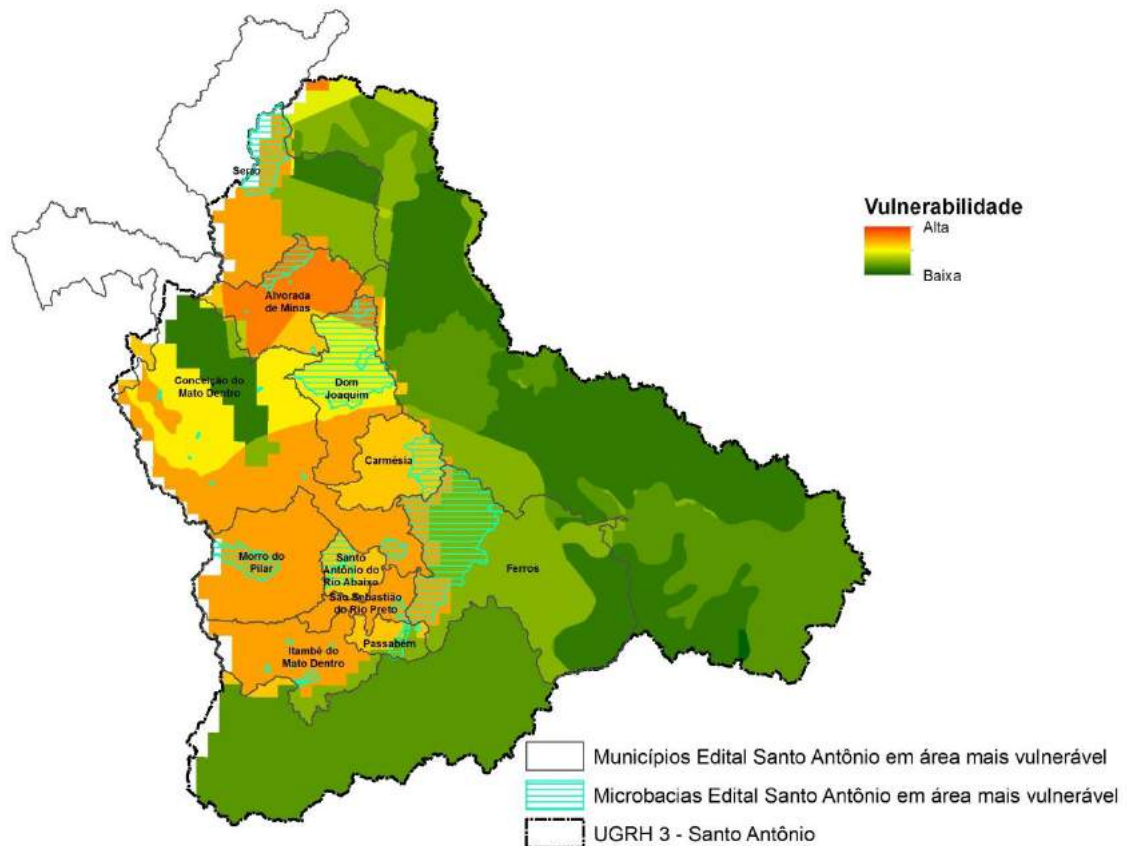 Serro
Vulnerabilidade
Alta
Baixa
Alvorada
de Minas
Conceição do
Mato Dentro
Dom
Joaquim
Carmésia
Morro do
Pilar
Santo
Antônio do
Rio Abaixo
São Sebastião
do Rio Preto
Ferros
Passabém
Itambé do
Mato Dentro
Municípios Edital Santo Antônio em área mais vulnerável
Microbacias Edital Santo Antônio em área mais vulnerável
UGRH 3 - Santo Antônio